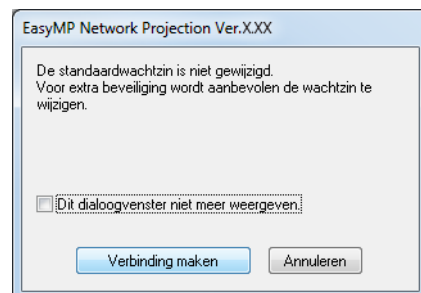 EasyMP Network Projection Ver.X.XX
De standaardwachtzin is niet gewijzigd.
Voor extra beveiliging wordt aanbevolen de wachtzin te
wijzigen.
Dit dialoogvenster niet meer weergeven.
Verbinding maken
Annuleren